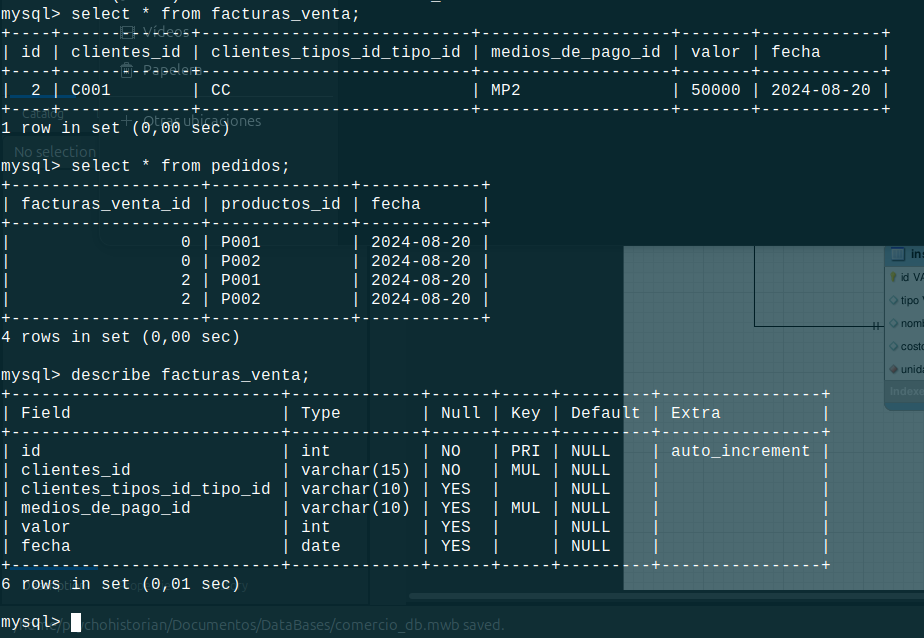 mysql> select * from facturas_venta;
Vídeos
+----+-------------+---------------------------+-------------------+-------+------------+
| id | clientes_id | clientes_tipos_id_tipo_id | medios_de_pago_id | valor | fecha      |
+----+-------------+---------------------------+-------------------+-------+------------+
Papelera
|  2 | C001        | CC                        | MP2               | 50000 | 2024-08-20 |
+----+-------------+---------------------------+-------------------+-------+------------+
Catalog
+ Otras ubicaciones
1 row in set (0,00 sec)
No selection
mysql> select * from pedidos;
+-------------------+--------------+------------+
| facturas_venta_id | productos_id | fecha      |
+-------------------+--------------+------------+
|                 0 | P001         | 2024-08-20 |
|                 0 | P002         | 2024-08-20 |
|                 2 | P001         | 2024-08-20 |
|                 2 | P002         | 2024-08-20 |
+-------------------+--------------+------------+
4 rows in set (0,00 sec)
mysql> describe facturas_venta;
+---------------------------+-------------+------+-----+---------+----------------+
| Field                     | Type        | Null | Key | Default | Extra          |
+---------------------------+-------------+------+-----+---------+----------------+
| id                        | int         | NO   | PRI | NULL    | auto_increment |
| clientes_id               | varchar(15) | NO   | MUL | NULL    |                |
| clientes_tipos_id_tipo_id | varchar(10) | YES  |     | NULL    |                |
| medios_de_pago_id         | varchar(10) | YES  | MUL | NULL    |                |
| valor                     | int         | YES  |     | NULL    |                |
| fecha                     | date        | YES  |     | NULL    |                |
+---------------------------+-------------+------+-----+---------+----------------+
6 rows in set (0,01 sec)
mysql>
/Documentos/DataBases/comercio_db.mwb saved.
ins
id VA
tipo
nom
cost
unida
Indexe